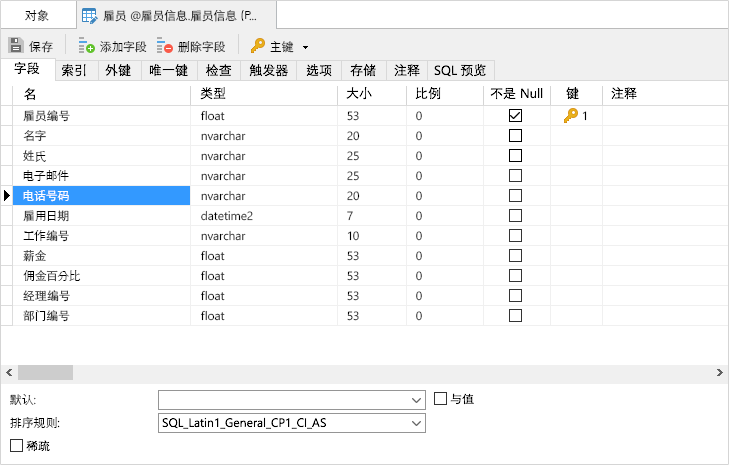 对象 雇员 @雇员信息.雇员信息 (P...
保存 添加字段 删除字段 主键
字段 索引 外键 唯一键 检查 触发器 选项 存储 注释 SQL 预览
名 类型 大小 比例 不是 Null 键 注释
雇员编号 float 53 0 1
名字 nvarchar 20 0
姓氏 nvarchar 25 0
电子邮件 nvarchar 25 0
电话号码 nvarchar 20 0
雇用日期 datetime2 7 0
工作编号 nvarchar 10 0
薪金 float 53 0
佣金百分比 float 53 0
经理编号 float 53 0
部门编号 float 53 0
默认: 与值
排序规则: SQL_Latin1_General_CP1_CI_AS
稀疏